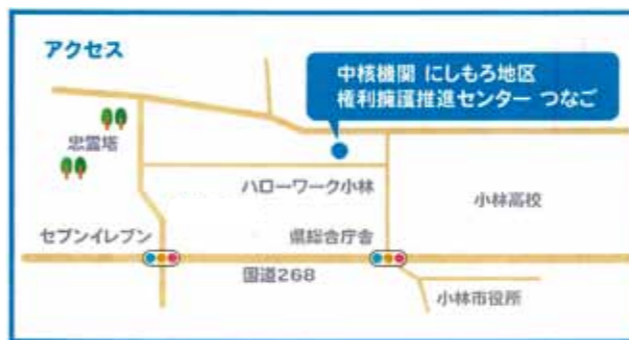 アクセス
中核機関 にしもろ地区
権利擁護推進センター つなご
忠霊塔
ハローワーク小林
小林高校
セブンイレブン
県総合庁舎
国道268
小林市役所